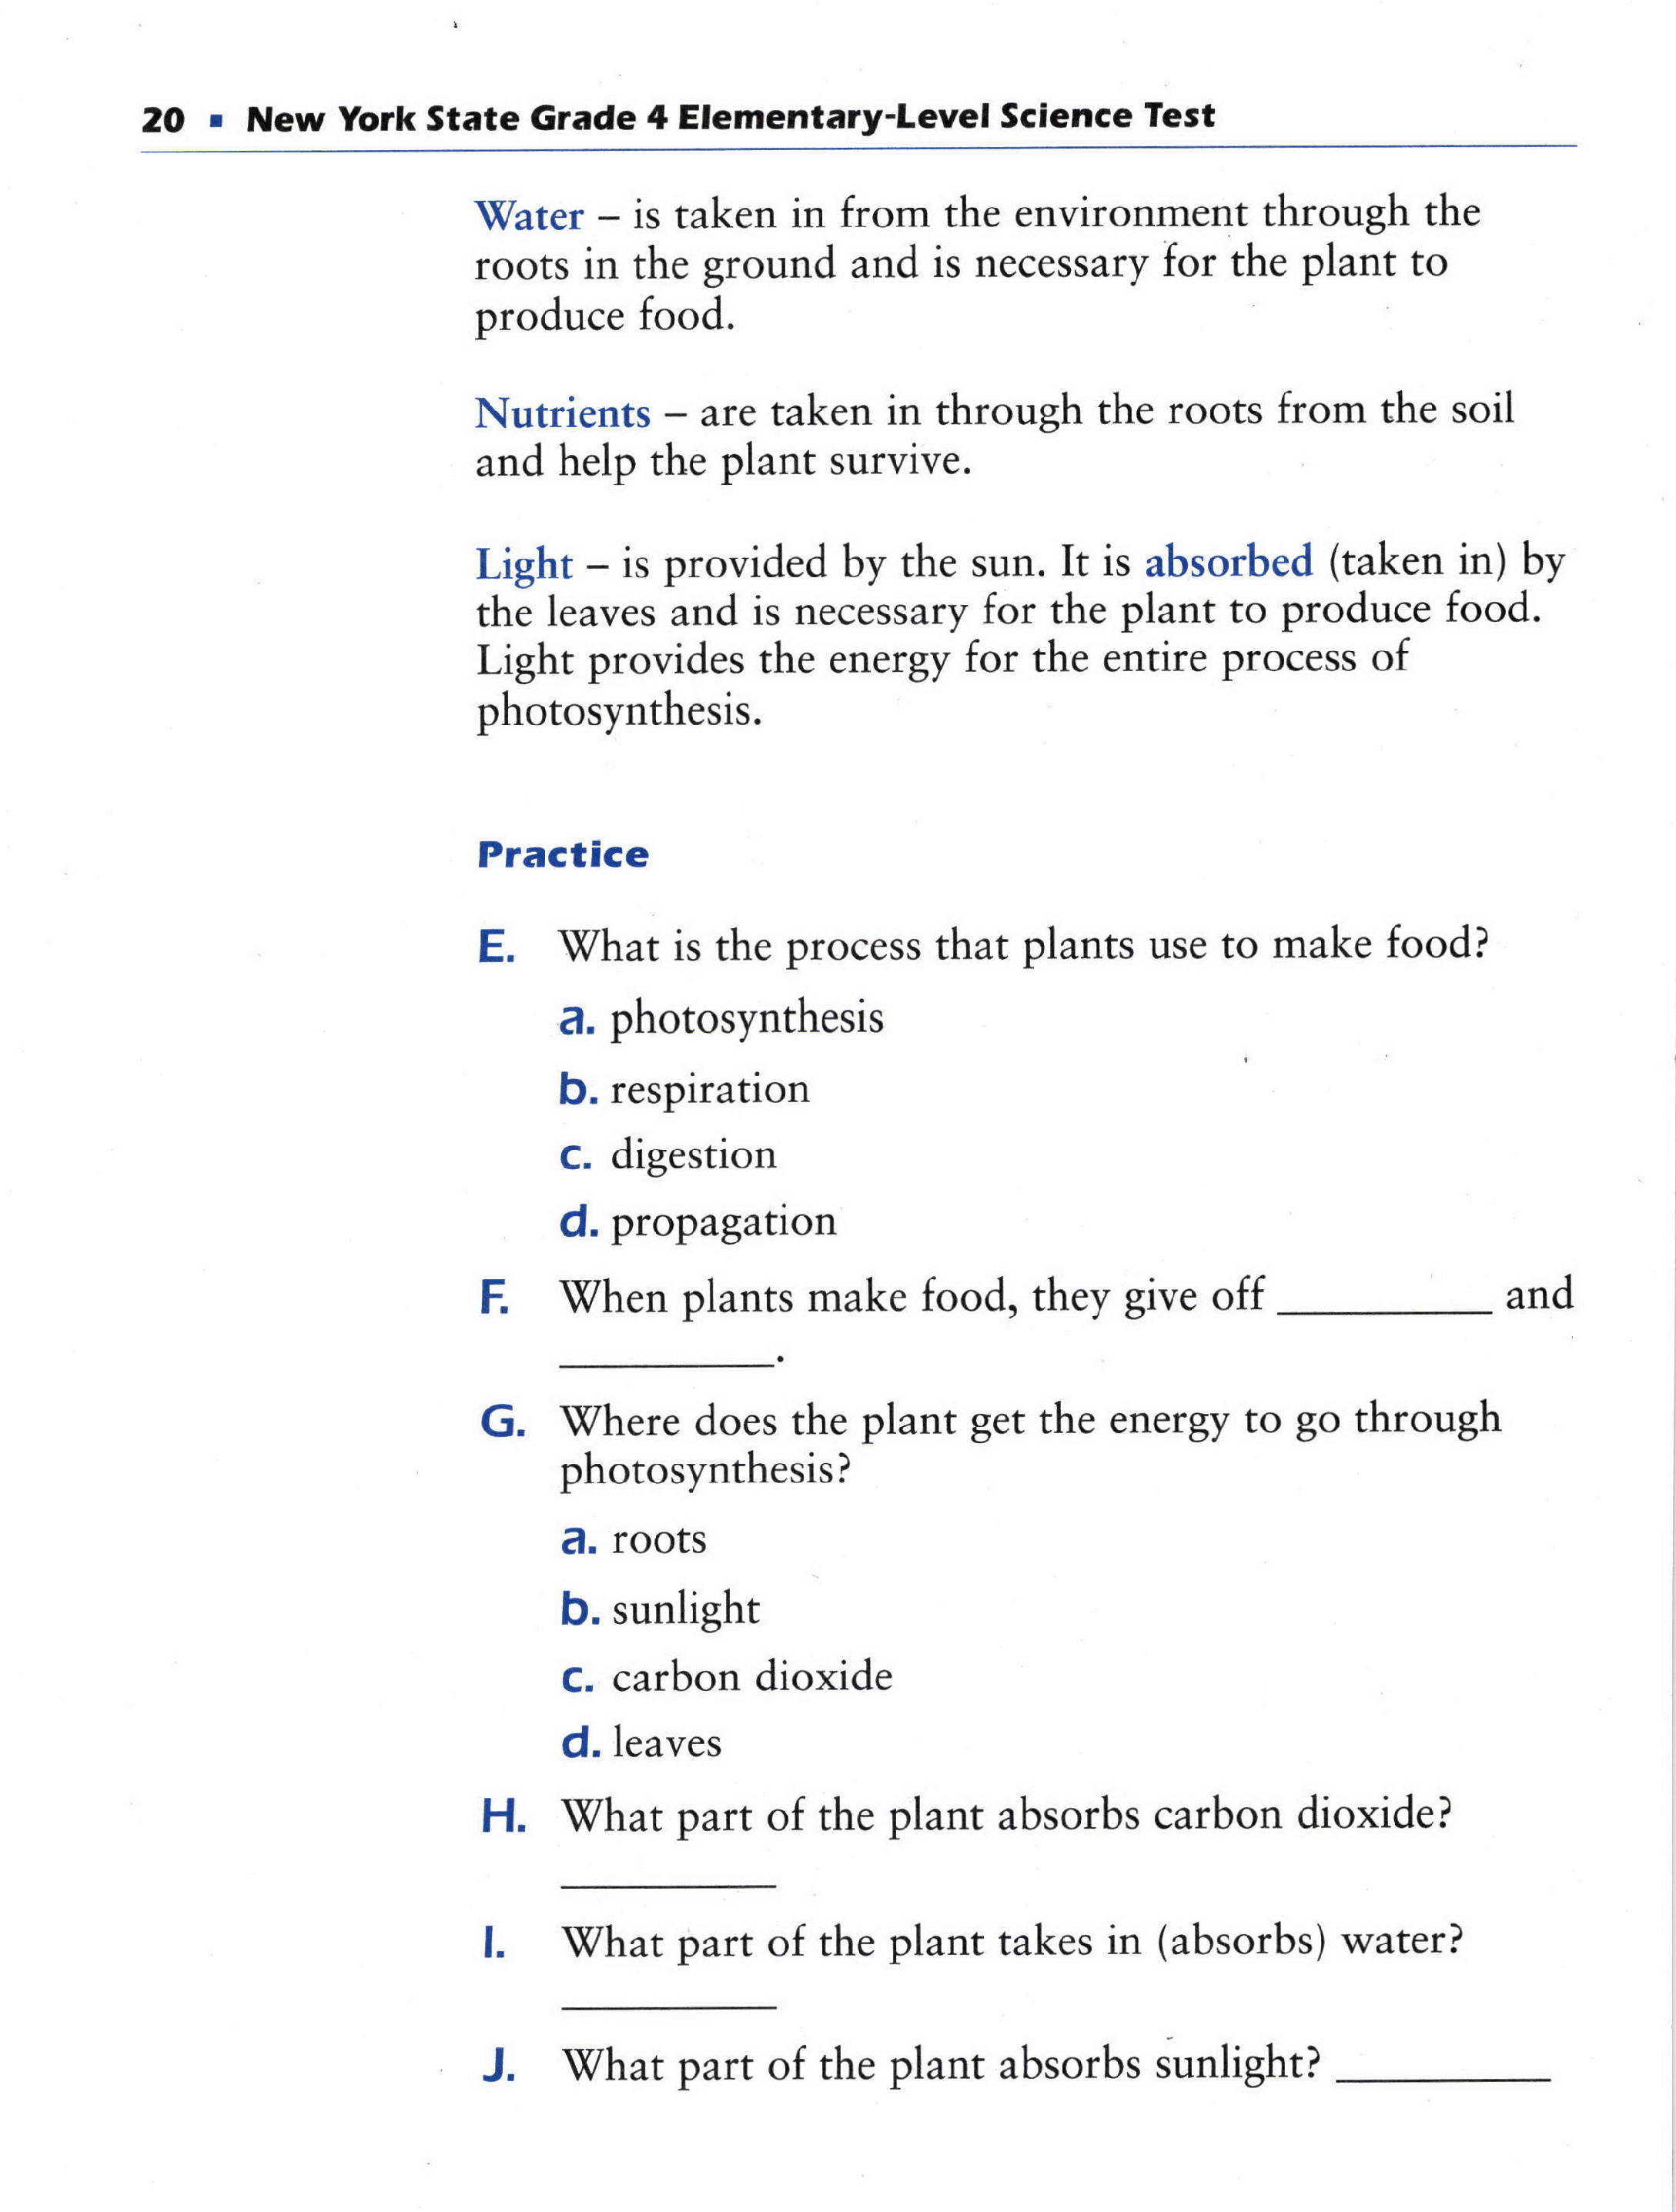 20 ▪ New York State Grade 4 Elementary-Level Science Test
Water – is taken in from the environment through the
roots in the ground and is necessary for the plant to
produce food.
Nutrients – are taken in through the roots from the soil
and help the plant survive.
Light – is provided by the sun. It is absorbed (taken in) by
the leaves and is necessary for the plant to produce food.
Light provides the energy for the entire process of
photosynthesis.
Practice
E. What is the process that plants use to make food?
a. photosynthesis
b. respiration
c. digestion
d. propagation
F. When plants make food, they give off __________ and
__________.
G. Where does the plant get the energy to go through
photosynthesis?
a. roots
b. sunlight
c. carbon dioxide
d. leaves
H. What part of the plant absorbs carbon dioxide?
__________
I. What part of the plant takes in (absorbs) water?
__________
J. What part of the plant absorbs sunlight? __________